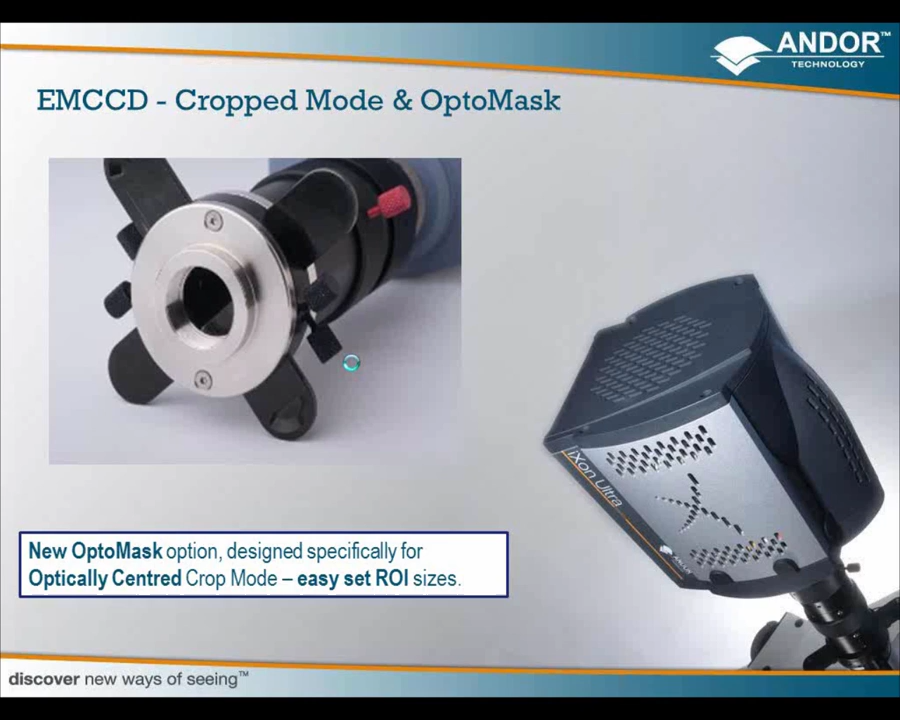 ANDOR™
TECHNOLOGY
EMCCD - Cropped Mode & OptoMask
iXon Ultra
ANDOR
New OptoMask option, designed specifically for
Optically Centred Crop Mode – easy set ROI sizes.
discover new ways of seeing™